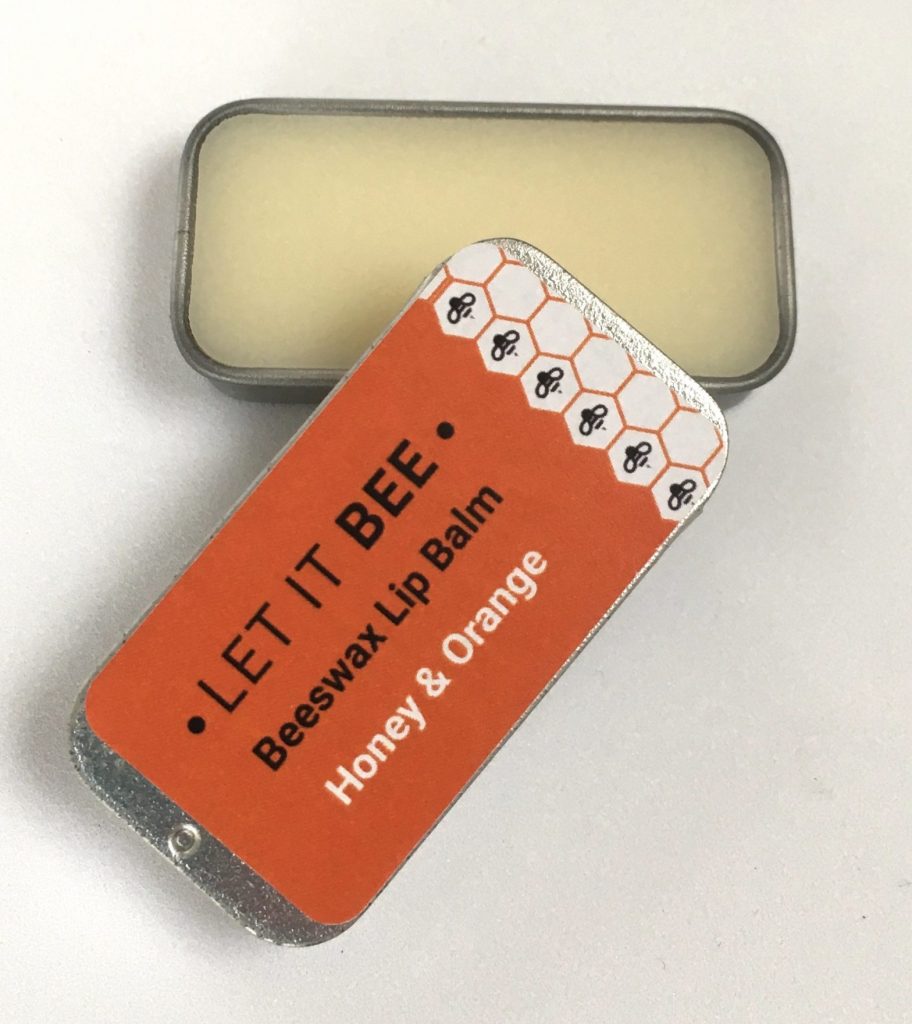 • LET IT BEE •
Beeswax Lip Balm
Honey & Orange